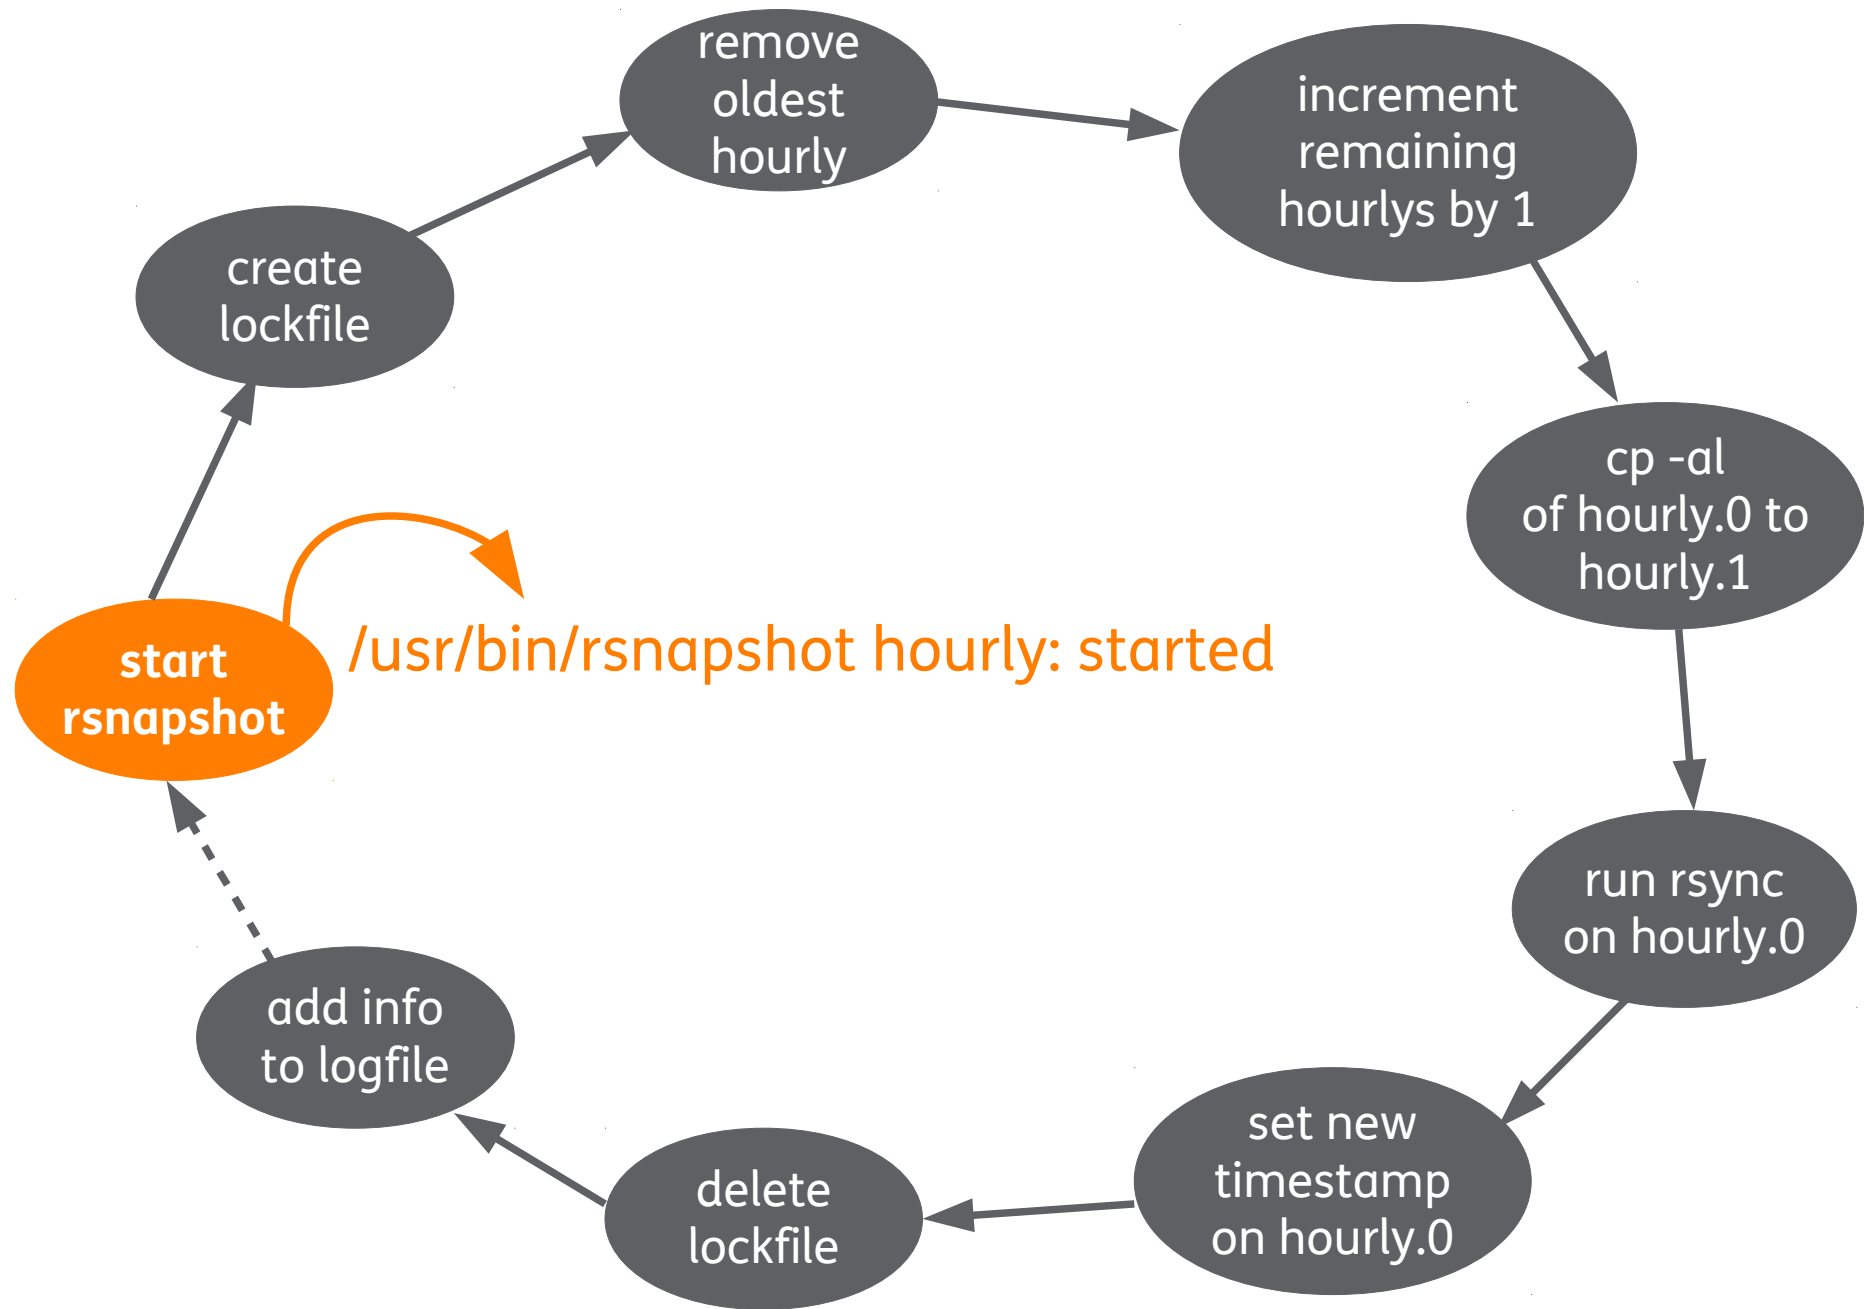 start
rsnapshot
/usr/bin/rsnapshot hourly: started
create
lockfile
remove
oldest
hourly
increment
remaining
hourlys by 1
cp -al
of hourly.0 to
hourly.1
run rsync
on hourly.0
set new
timestamp
on hourly.0
delete
lockfile
add info
to logfile